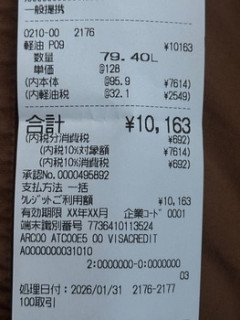 一般掛売
0210-00 2176
軽油 P09 ¥10163
数量 79.40L
単価 @128
(内本体 @95.9 ¥7614)
(内軽油税 @32.1 ¥2549)
合計 ¥10,163
(内税分消費税 ¥692)
(内税10%対象額 ¥7614)
(内税10%消費税 ¥692)
承認No.0000495892
支払方法 一括
クレジットご利用額 ¥10,163
有効期限 XX年XX月 企業コード 0001
端末識別番号 7736410113524
ARC00 ATC00E5 00 VISACREDIT
A0000000031010
2:0000000-0:0000000
03
処理日付：2026/01/31 2176-2177
100取引